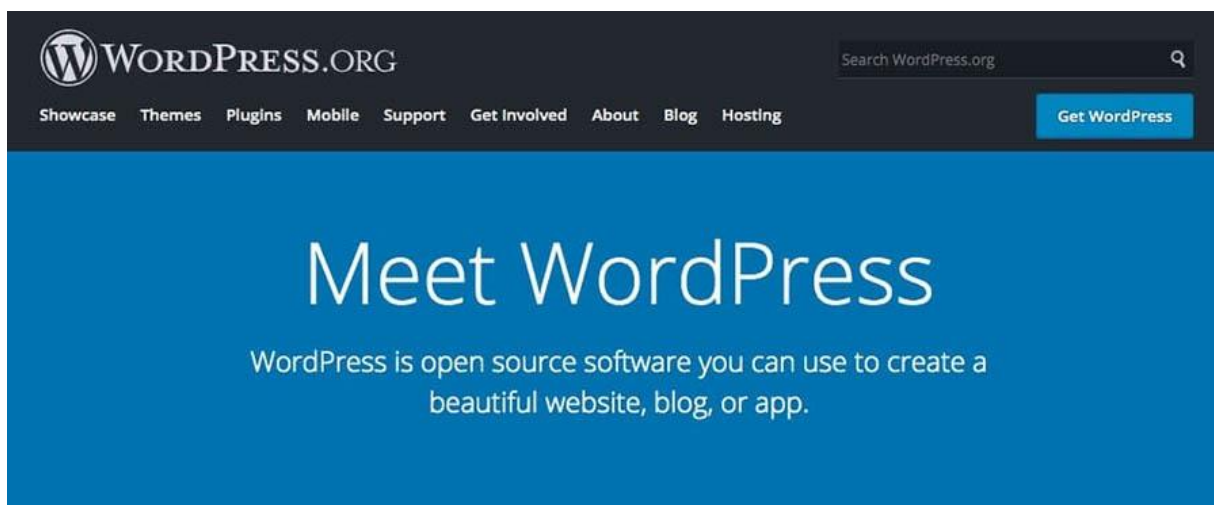 WORDPRESS.ORG
Search WordPress.org
Showcase Themes Plugins Mobile Support Get Involved About Blog Hosting
Get WordPress
Meet WordPress
WordPress is open source software you can use to create a
beautiful website, blog, or app.